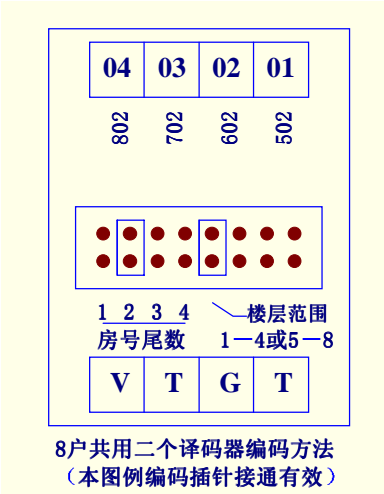 04 03 02 01
802 702 602 502
1 2 3 4
房号尾数
楼层范围
1—4或5—8
V T G T
8户共用二个译码器编码方法
（本图例编码插针接通有效）